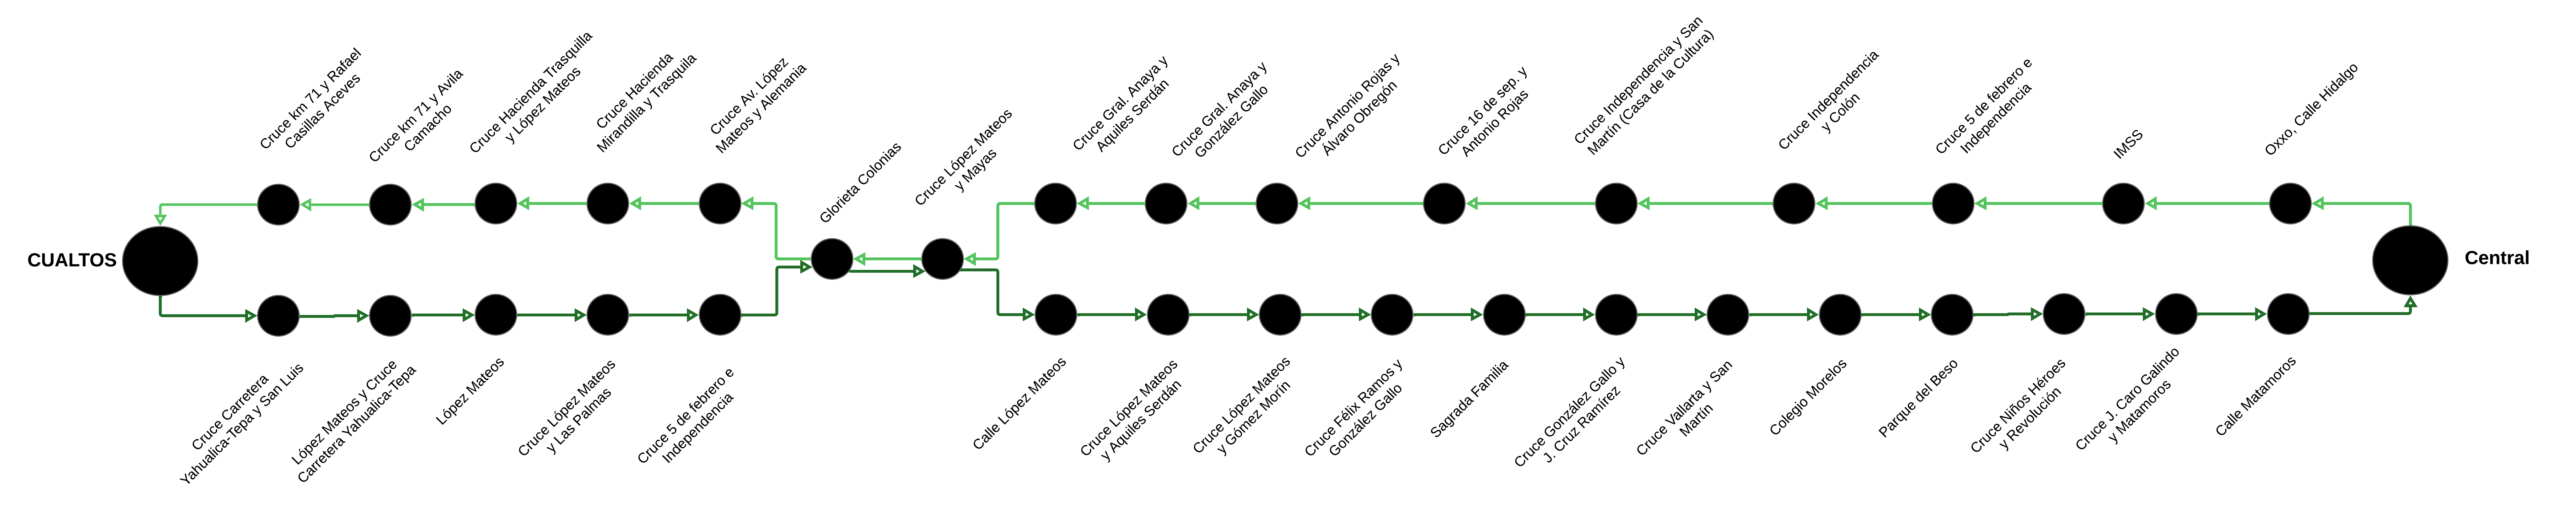 Cruce km 71 y Rafael
Casillas Aceves
Cruce km 71 y Avila
Camacho
Cruce Hacienda Trasquilla
y López Mateos
Cruce Hacienda
Mirandilla y Trasquila
Cruce Av. López
Mateos y Alemania
Glorieta Colonias
Cruce López Mateos
y Mayas
Cruce Gral. Anaya y
Aquiles Serdán
Cruce Gral. Anaya y
González Gallo
Cruce Antonio Rojas y
Álvaro Obregón
Cruce 16 de sep. y
Antonio Rojas
Cruce Independencia y San
Martín (Casa de la Cultura)
Cruce Independencia
y Colón
Cruce 5 de febrero e
Independencia
IMSS
Oxxo, Calle Hidalgo
CUALTOS
Central
Cruce Carretera
Yahualica-Tepa y San Luis
López Mateos y Cruce
Carretera Yahualica-Tepa
López Mateos
Cruce López Mateos
y Las Palmas
Cruce 5 de febrero e
Independencia
Calle López Mateos
Cruce López Mateos
y Aquiles Serdán
Cruce López Mateos
y Gómez Morín
Cruce Félix Ramos y
González Gallo
Sagrada Familia
Cruce González Gallo y
J. Cruz Ramírez
Cruce Vallarta y San
Martín
Colegio Morelos
Parque del Beso
Cruce Niños Héroes
y Revolución
Cruce J. Caro Galindo
y Matamoros
Calle Matamoros